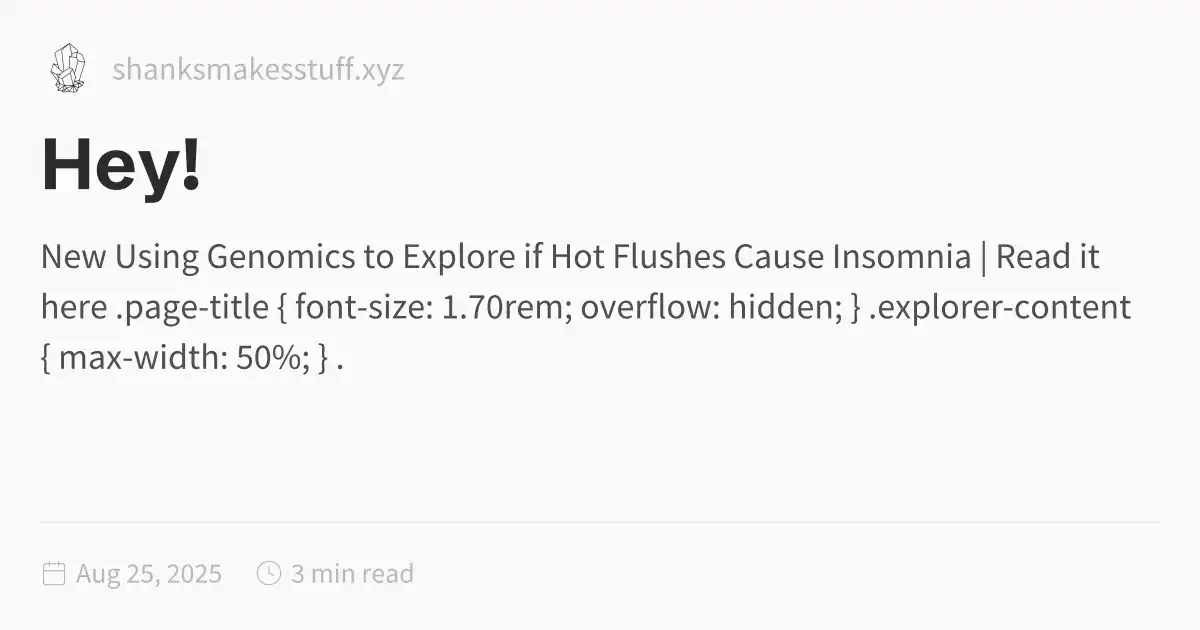 shanksmakesstuff.xyz
Hey!
New Using Genomics to Explore if Hot Flushes Cause Insomnia | Read it
here .page-title { font-size: 1.70rem; overflow: hidden; } .explorer-content
{ max-width: 50%; } .
Aug 25, 2025 3 min read